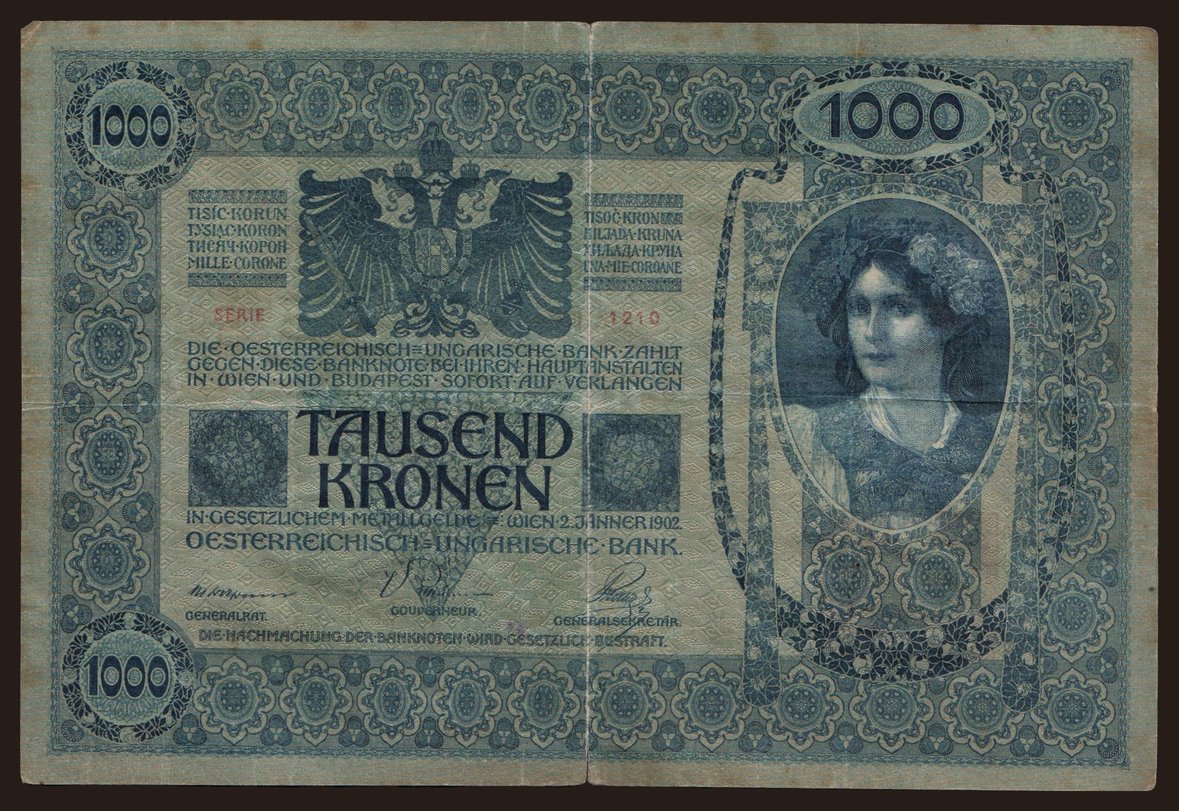 1000
1000
TISÍC·KORUN
TYSIĄC·KORON
ТИСЯЧ·КОРОН
MILLE·CORONE
TISOČ·KRON
HILJADA·KRUNA
ХИЛАДА·КРУНА
UNA·MIE·COROANE
SERIE 1210
DIE·OESTERREICHISCH=UNGARISCHE·BANK·ZAHLT
GEGEN·DIESE·BANKNOTE·BEI·IHREN·HAUPTANSTALTEN
IN·WIEN·UND·BUDAPEST·SOFORT·AUF·VERLANGEN
TAUSEND
KRONEN
IN·GESETZLICHEM·METALLGELDE=WIEN·2.JÄNNER 1902
OESTERREICHISCH=UNGARISCHE·BANK.
GENERALRAT.
GOUVERNEUR.
GENERALSEKRETÄR.
DIE·NACHMACHUNG·DER·BANKNOTEN·WIRD·GESETZLICH·BESTRAFT.
1000